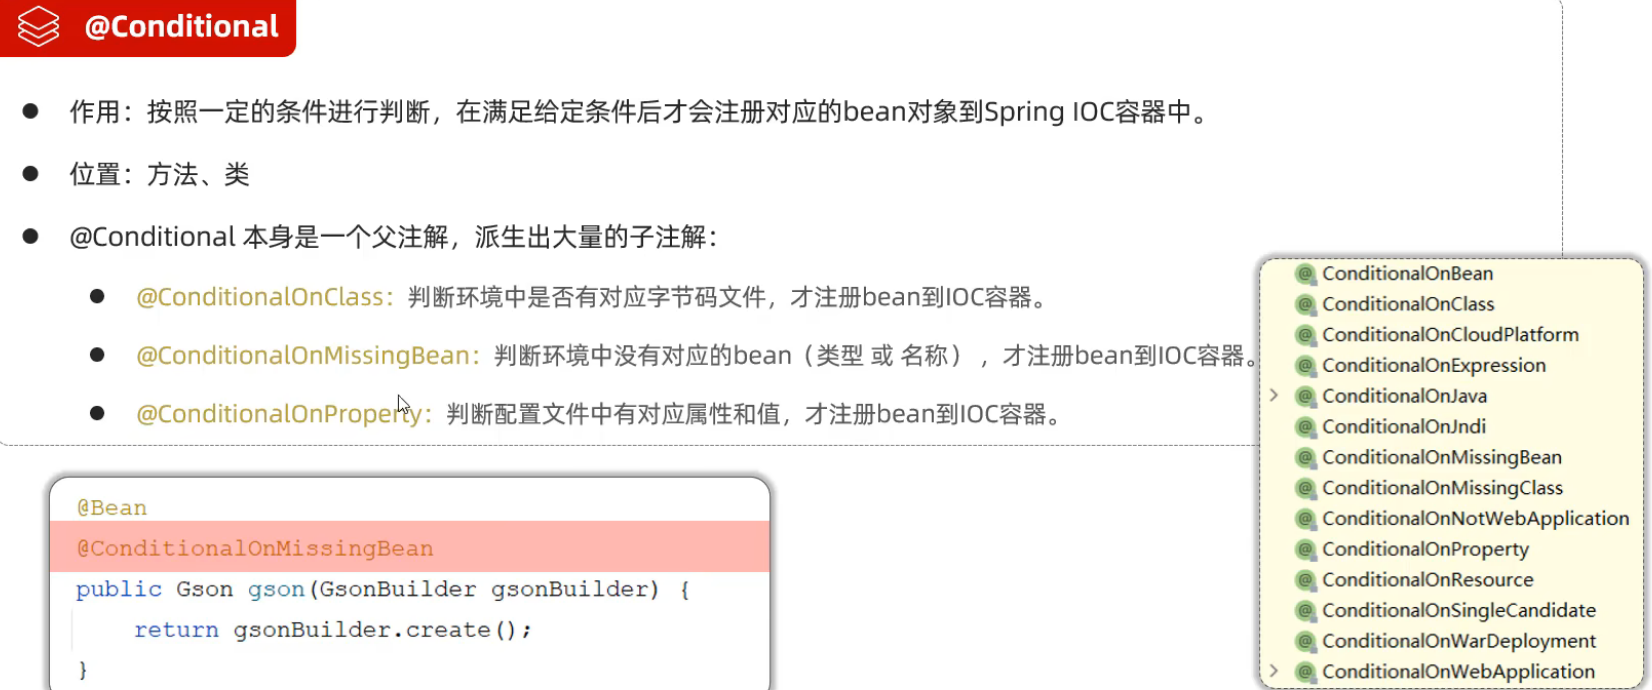 @Conditional
作用：按照一定的条件进行判断，在满足给定条件后才会注册对应的bean对象到Spring IOC容器中。
位置：方法、类
@Conditional 本身是一个父注解，派生出大量的子注解：
@ConditionalOnClass：判断环境中是否有对应字节码文件，才注册bean到IOC容器。
@ConditionalOnMissingBean：判断环境中没有对应的bean（类型 或 名称） ，才注册bean到IOC容器。
@ConditionalOnProperty：判断配置文件中有对应属性和值，才注册bean到IOC容器。
@Bean
@ConditionalOnMissingBean
public Gson gson(GsonBuilder gsonBuilder) {
return gsonBuilder.create();
}
ConditionalOnBean
ConditionalOnClass
ConditionalOnCloudPlatform
ConditionalOnExpression
ConditionalOnJava
ConditionalOnJndi
ConditionalOnMissingBean
ConditionalOnMissingClass
ConditionalOnNotWebApplication
ConditionalOnProperty
ConditionalOnResource
ConditionalOnSingleCandidate
ConditionalOnWarDeployment
ConditionalOnWebApplication